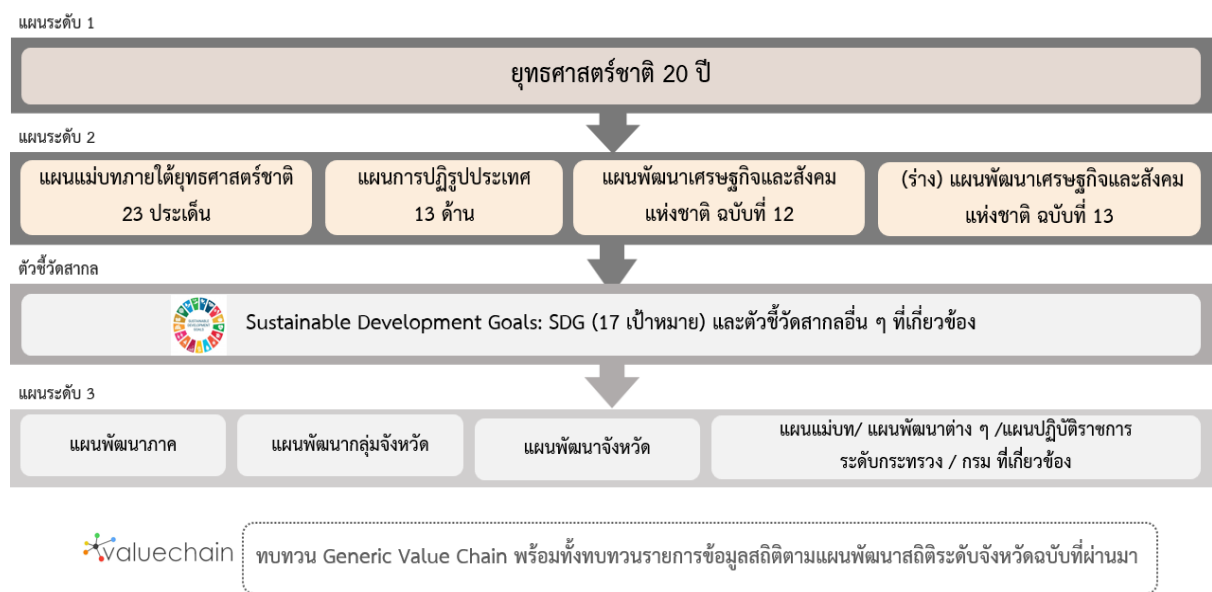 แผนระดับ 1
ยุทธศาสตร์ชาติ 20 ปี
แผนระดับ 2
แผนแม่บทภายใต้ยุทธศาสตร์ชาติ
23 ประเด็น
แผนการปฏิรูปประเทศ
13 ด้าน
แผนพัฒนาเศรษฐกิจและสังคม
แห่งชาติ ฉบับที่ 12
(ร่าง) แผนพัฒนาเศรษฐกิจและสังคม
แห่งชาติ ฉบับที่ 13
ตัวชี้วัดสากล
SUSTAINABLE
DEVELOPMENT
GOALS
Sustainable Development Goals: SDG (17 เป้าหมาย) และตัวชี้วัดสากลอื่น ๆ ที่เกี่ยวข้อง
แผนระดับ 3
แผนพัฒนาภาค
แผนพัฒนากลุ่มจังหวัด
แผนพัฒนาจังหวัด
แผนแม่บท/ แผนพัฒนาต่าง ๆ /แผนปฏิบัติราชการ
ระดับกระทรวง / กรม ที่เกี่ยวข้อง
valuechain
ทบทวน Generic Value Chain พร้อมทั้งทบทวนรายการข้อมูลสถิติตามแผนพัฒนาสถิติระดับจังหวัดฉบับที่ผ่านมา